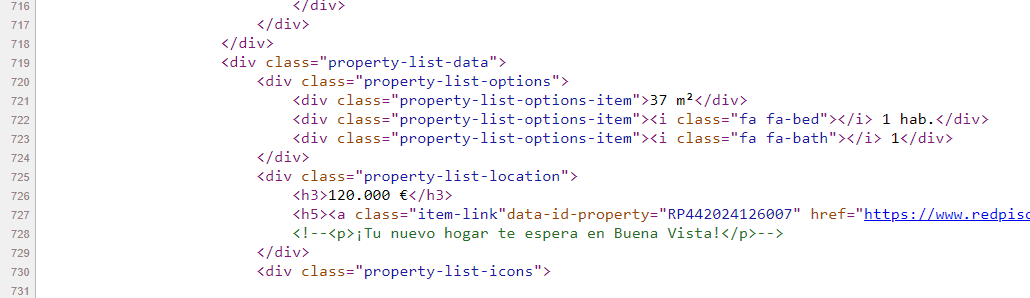 716 </div>
717 </div>
718 </div>
719 <div class="property-list-data">
720 <div class="property-list-options">
721 <div class="property-list-options-item">37 m²</div>
722 <div class="property-list-options-item"><i class="fa fa-bed"></i> 1 hab.</div>
723 <div class="property-list-options-item"><i class="fa fa-bath"></i> 1</div>
724 </div>
725 <div class="property-list-location">
726 <h3>120.000 €</h3>
727 <h5><a class="item-link"data-id-property="RP442024126007" href="https://www.redpisc
728 <!--<p>¡Tu nuevo hogar te espera en Buena Vista!</p>-->
729 </div>
730 <div class="property-list-icons">
731